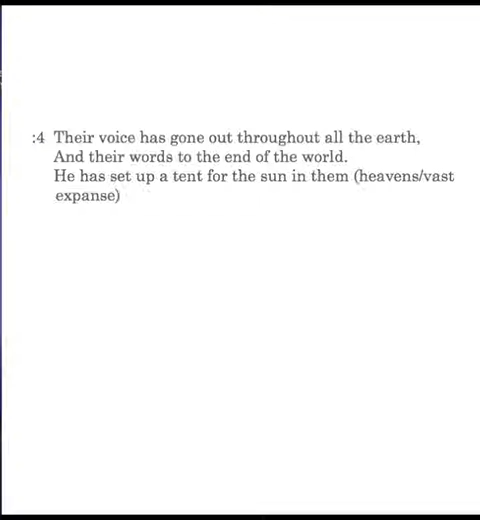 :4 Their voice has gone out throughout all the earth,
And their words to the end of the world.
He has set up a tent for the sun in them (heavens/vast
expanse)